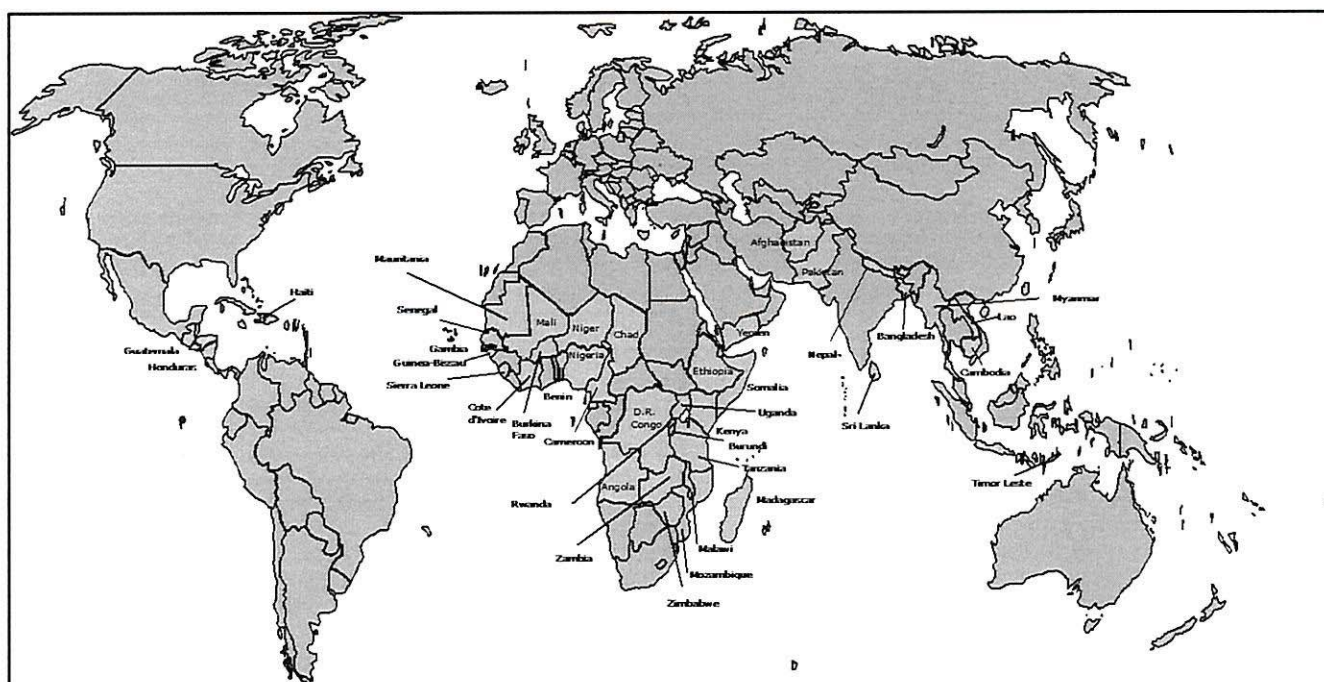 Afghanistan
Mauritania
Pakistan
Haiti
Myanmar
Senegal
Mali
Niger
Chad
Yemen
Lao
Gambia
Nigeria
Nepal-
Bangladesh
Guatemala
Guinea-Bezau
Honduras
Ethiopia
Cambodia
Sierra Leone
Somalia
Benin
Cote
d'Ivoire
Burkina
Faso
D.R.
Congo
Uganda
Sri Lanka
Kenya
Cameroon
Burundi
Tanzania
Timor Leste
Angola
Rwanda
Madagascar
Malawi
Zambia
Mozambique
Zimbabwe